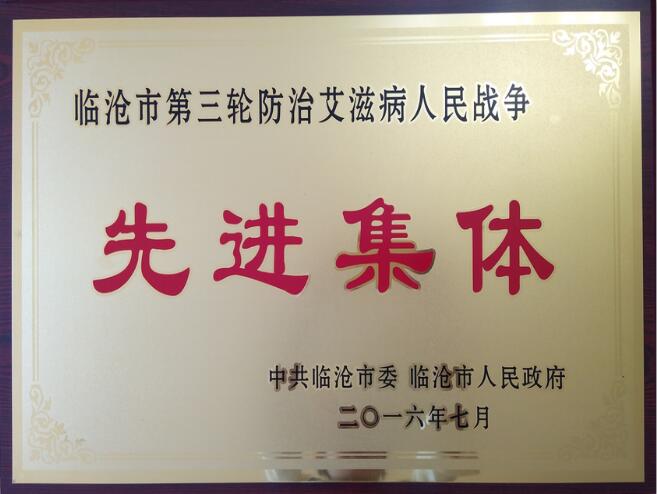 临沧市第三轮防治艾滋病人民战争
先进集体
中共临沧市委 临沧市人民政府
二〇一六年七月